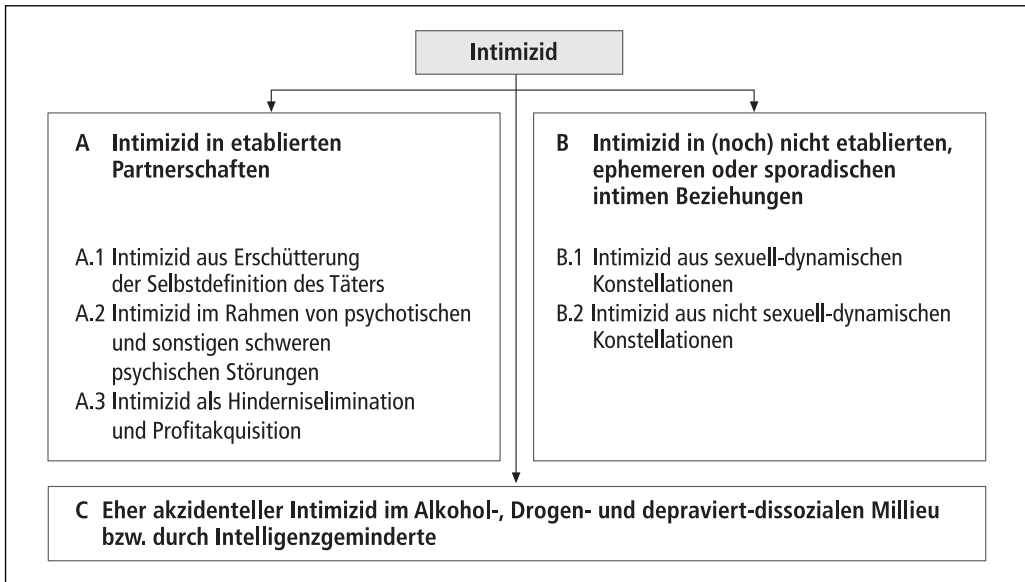 Intimizid
A Intimizid in etablierten
Partnerschaften
A.1 Intimizid aus Erschütterung
der Selbstdefinition des Täters
A.2 Intimizid im Rahmen von psychotischen
und sonstigen schweren
psychischen Störungen
A.3 Intimizid als Hinderniselimination
und Profitakquisition
B Intimizid in (noch) nicht etablierten,
ephemeren oder sporadischen
intimen Beziehungen
B.1 Intimizid aus sexuell-dynamischen
Konstellationen
B.2 Intimizid aus nicht sexuell-dynamischen
Konstellationen
C Eher akzidenteller Intimizid im Alkohol-, Drogen- und depraviert-dissozialen Millieu
bzw. durch Intelligenzgeminderte